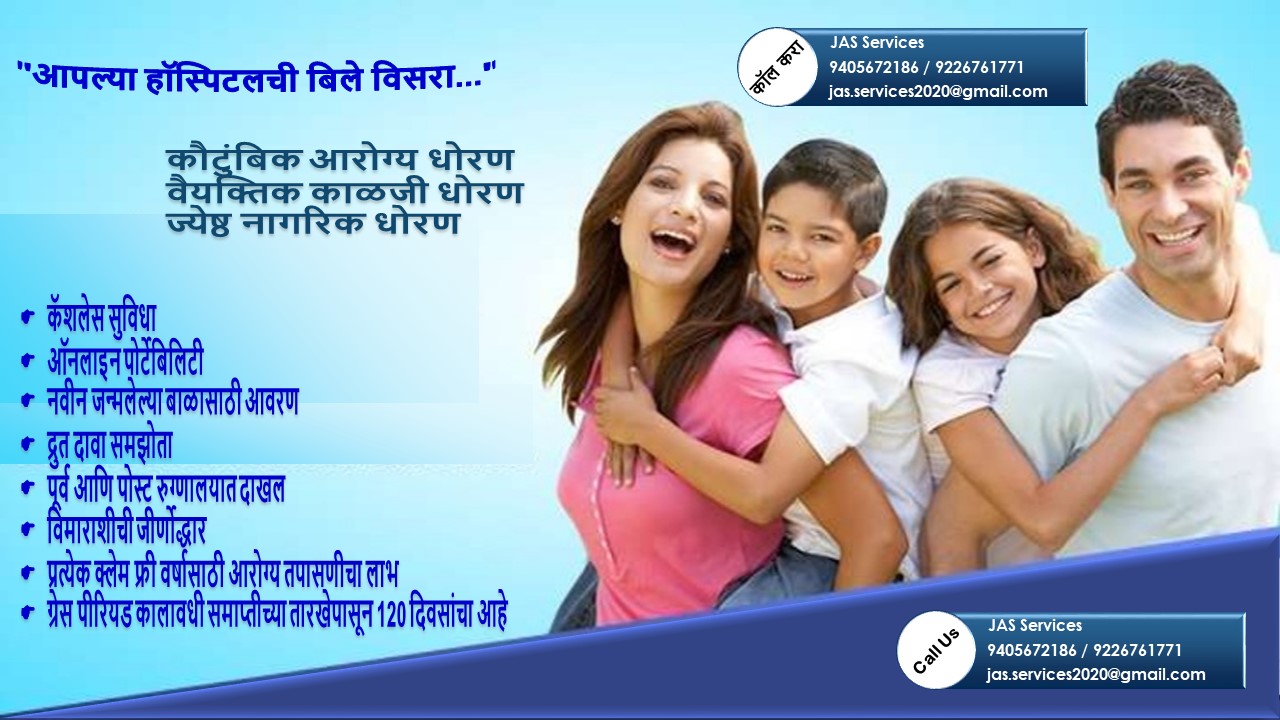 "आपल्या हॉस्पिटलची बिले विसरा..."
कॉल करा
JAS Services
9405672186 / 9226761771
jas.services2020@gmail.com
कौटुंबिक आरोग्य धोरण
वैयक्तिक काळजी धोरण
ज्येष्ठ नागरिक धोरण
कॅशलेस सुविधा
ऑनलाइन पोर्टेबिलिटी
नवीन जन्मलेल्या बाळासाठी आवरण
द्रुत दावा समझोता
पूर्व आणि पोस्ट रुग्णालयात दाखल
विमाराशीची जीर्णोद्धार
प्रत्येक क्लेम फ्री वर्षासाठी आरोग्य तपासणीचा लाभ
ग्रेस पीरियड कालावधी समाप्तीच्या तारखेपासून 120 दिवसांचा आहे
Call Us
JAS Services
9405672186 / 9226761771
jas.services2020@gmail.com